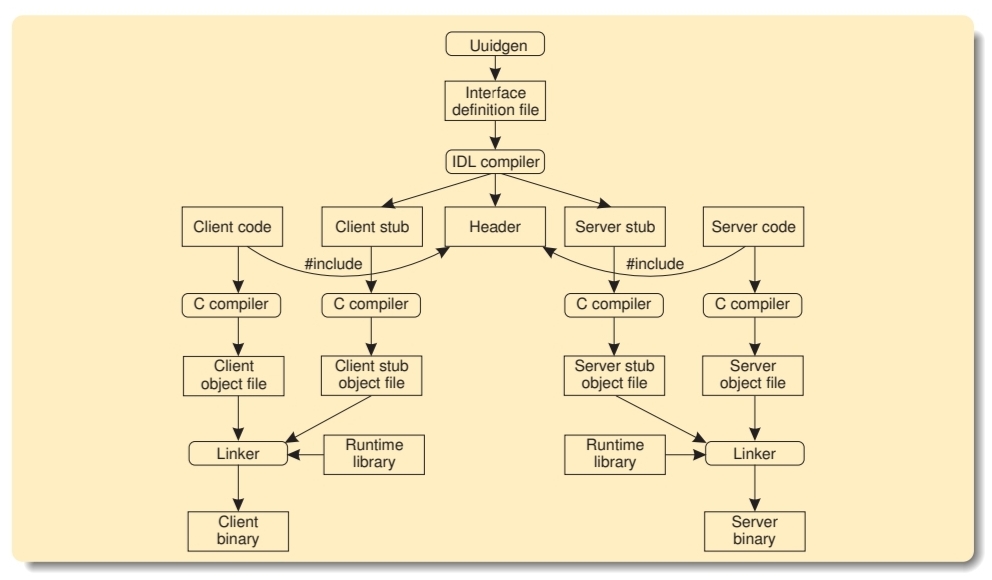 Uuidgen
Interface
definition file
IDL compiler
Client code
Client stub
Header
Server stub
Server code
#include
#include
C compiler
C compiler
C compiler
C compiler
Client
object file
Client stub
object file
Server stub
object file
Server
object file
Linker
Runtime
library
Runtime
library
Linker
Client
binary
Server
binary